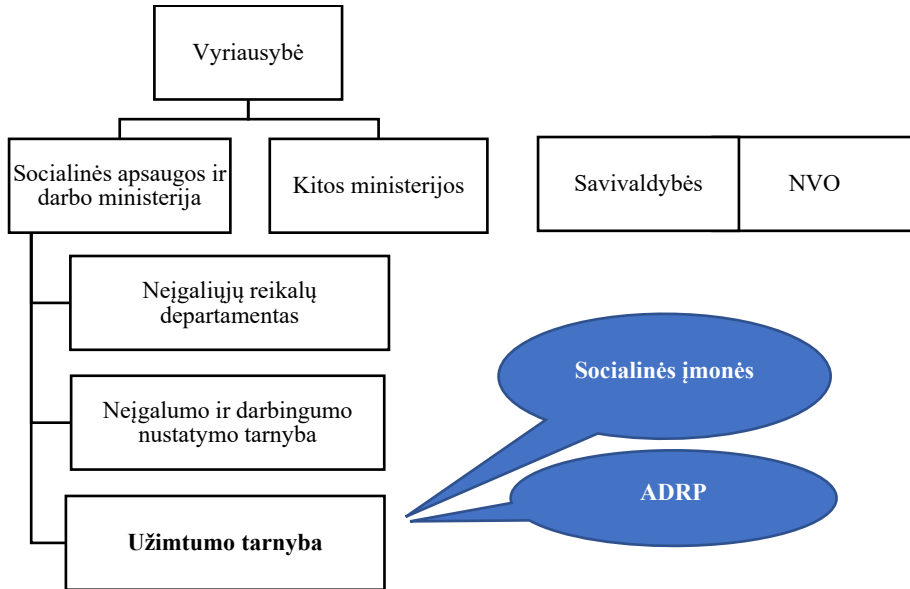 Vyriausybė
Socialinės apsaugos ir
darbo ministerija
Kitos ministerijos
Savivaldybės
NVO
Neįgaliųjų reikalų
departamentas
Neįgalumo ir darbingumo
nustatymo tarnyba
Užimtumo tarnyba
Socialinės įmonės
ADRP